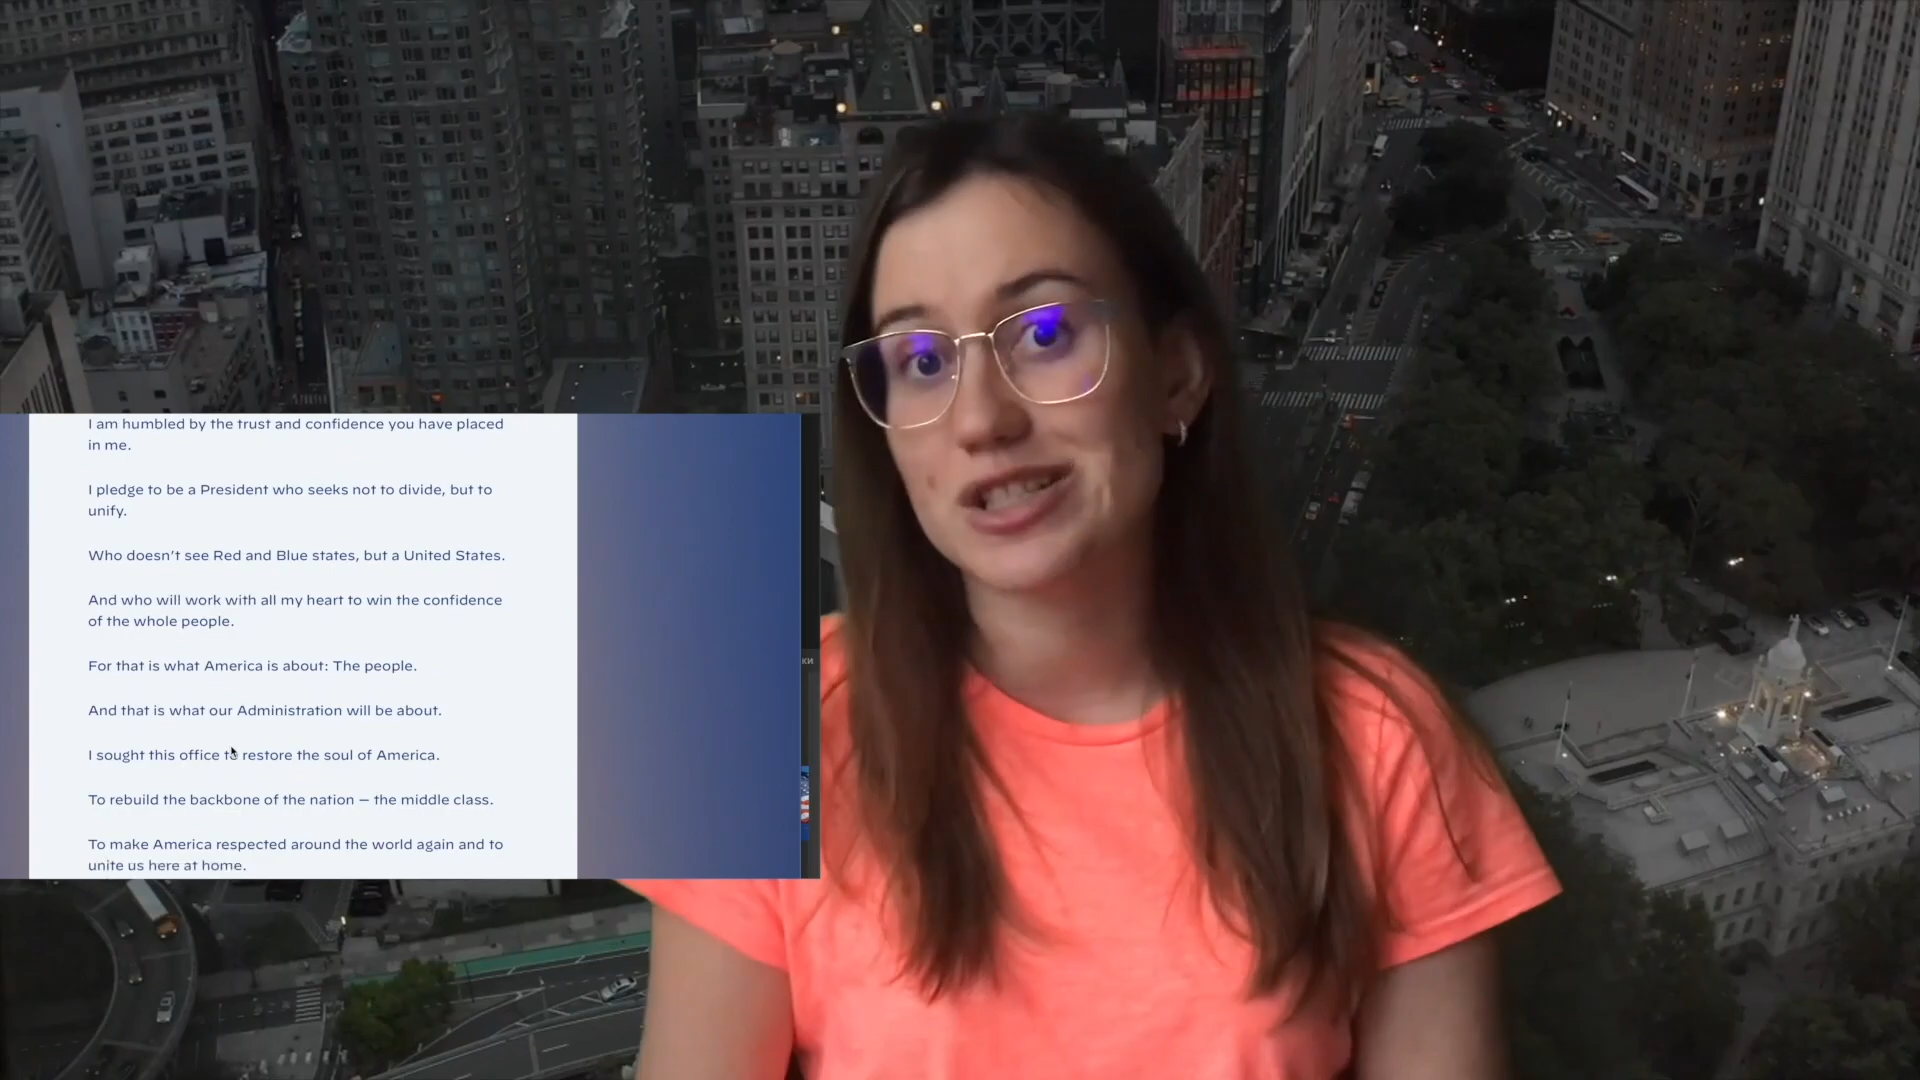 I am humbled by the trust and confidence you have placed
in me.
I pledge to be a President who seeks not to divide, but to
unify.
Who doesn't see Red and Blue states, but a United States.
And who will work with all my heart to win the confidence
of the whole people.
For that is what America is about: The people.
And that is what our Administration will be about.
I sought this office to restore the soul of America.
To rebuild the backbone of the nation — the middle class.
To make America respected around the world again and to
unite us here at home.
ки